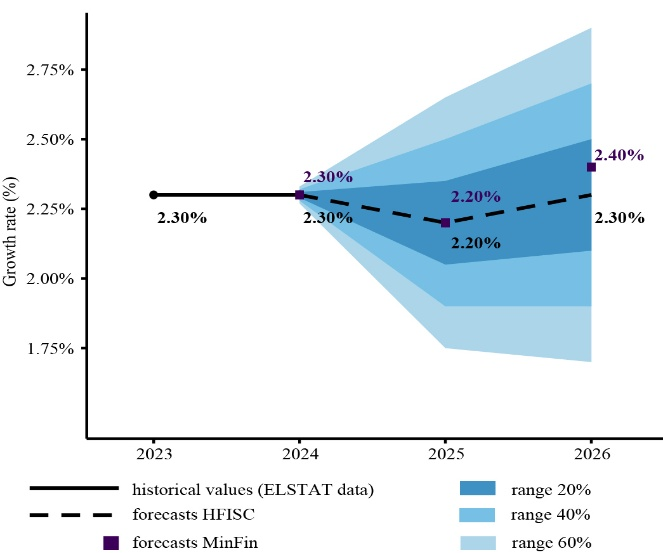 Growth rate (%)
2.75%
2.50%
2.25%
2.00%
1.75%
2.30%
2.30%
2.30%
2.20%
2.20%
2.40%
2.30%
2023 2024 2025 2026
historical values (ELSTAT data)
forecasts HFISC
forecasts MinFin
range 20%
range 40%
range 60%